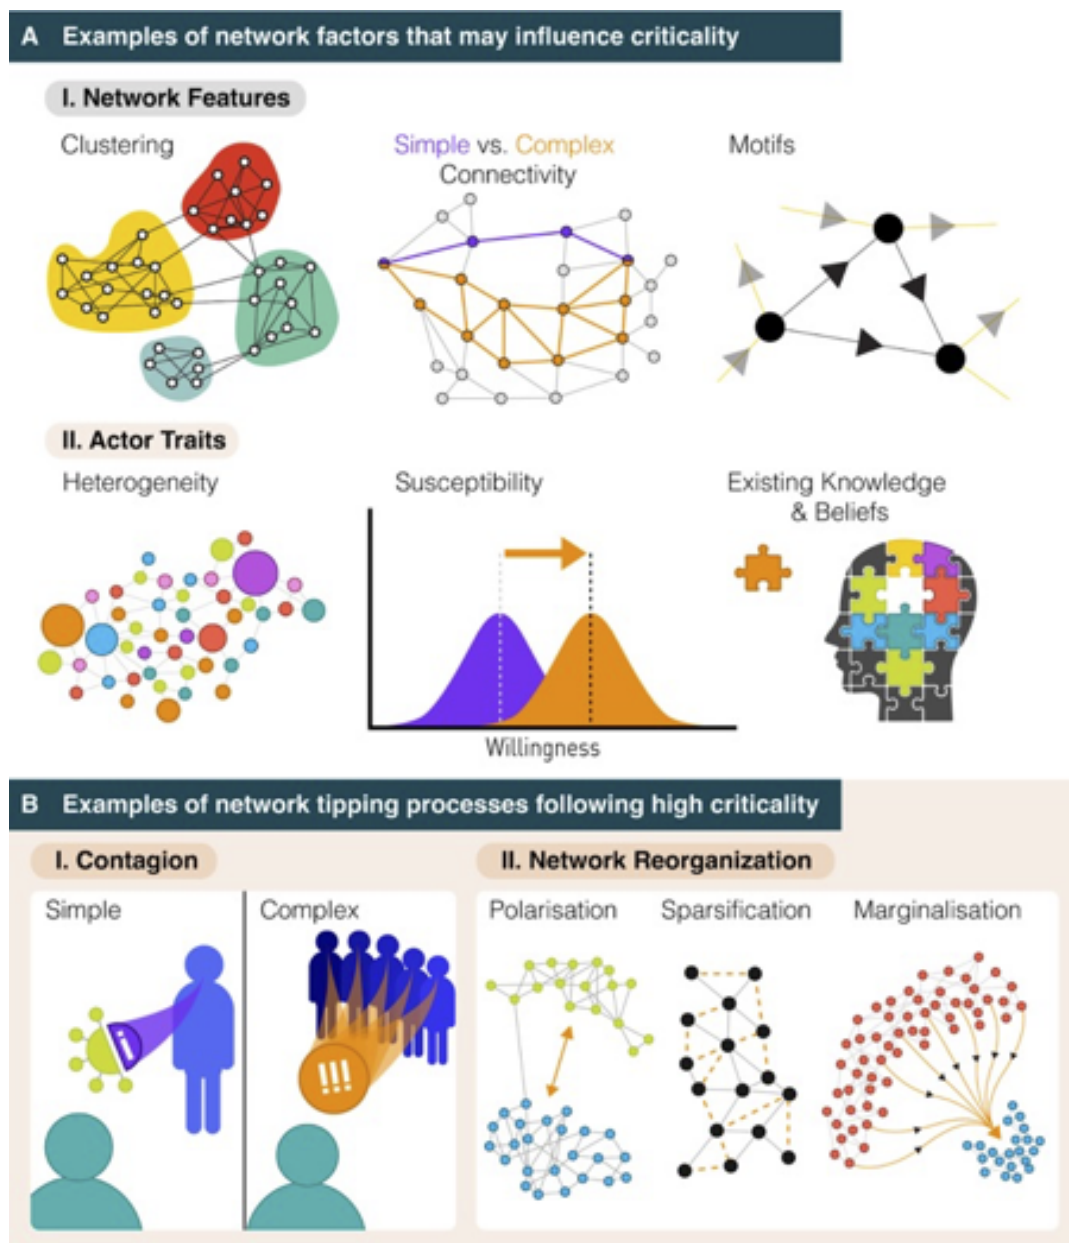 A Examples of network factors that may influence criticality
I. Network Features
Clustering
Simple vs. Complex
Connectivity
Motifs
II. Actor Traits
Heterogeneity
Susceptibility
Existing Knowledge
& Beliefs
Willingness
B Examples of network tipping processes following high criticality
I. Contagion
II. Network Reorganization
Simple
Complex
Polarisation
Sparsification
Marginalisation
i
!!!